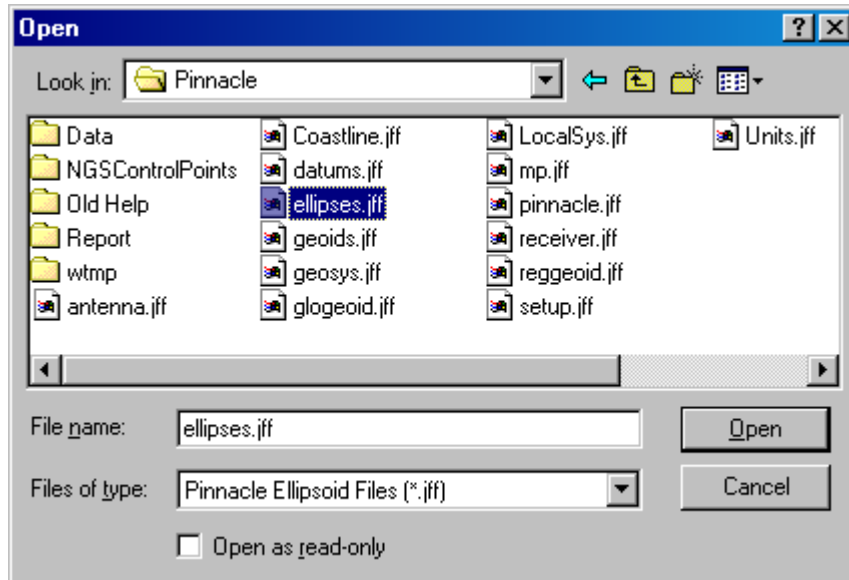 Open
Look in: Pinnacle
Data Coastline.jff LocalSys.jff Units.jff
NGSControlPoints datums.jff mp.jff
Old Help ellipses.jff pinnacle.jff
Report geoids.jff receiver.jff
wtmp geosys.jff reggeoid.jff
antenna.jff glogeoid.jff setup.jff
File name: ellipses.jff Open
Files of type: Pinnacle Ellipsoid Files (*.jff) Cancel
Open as read-only